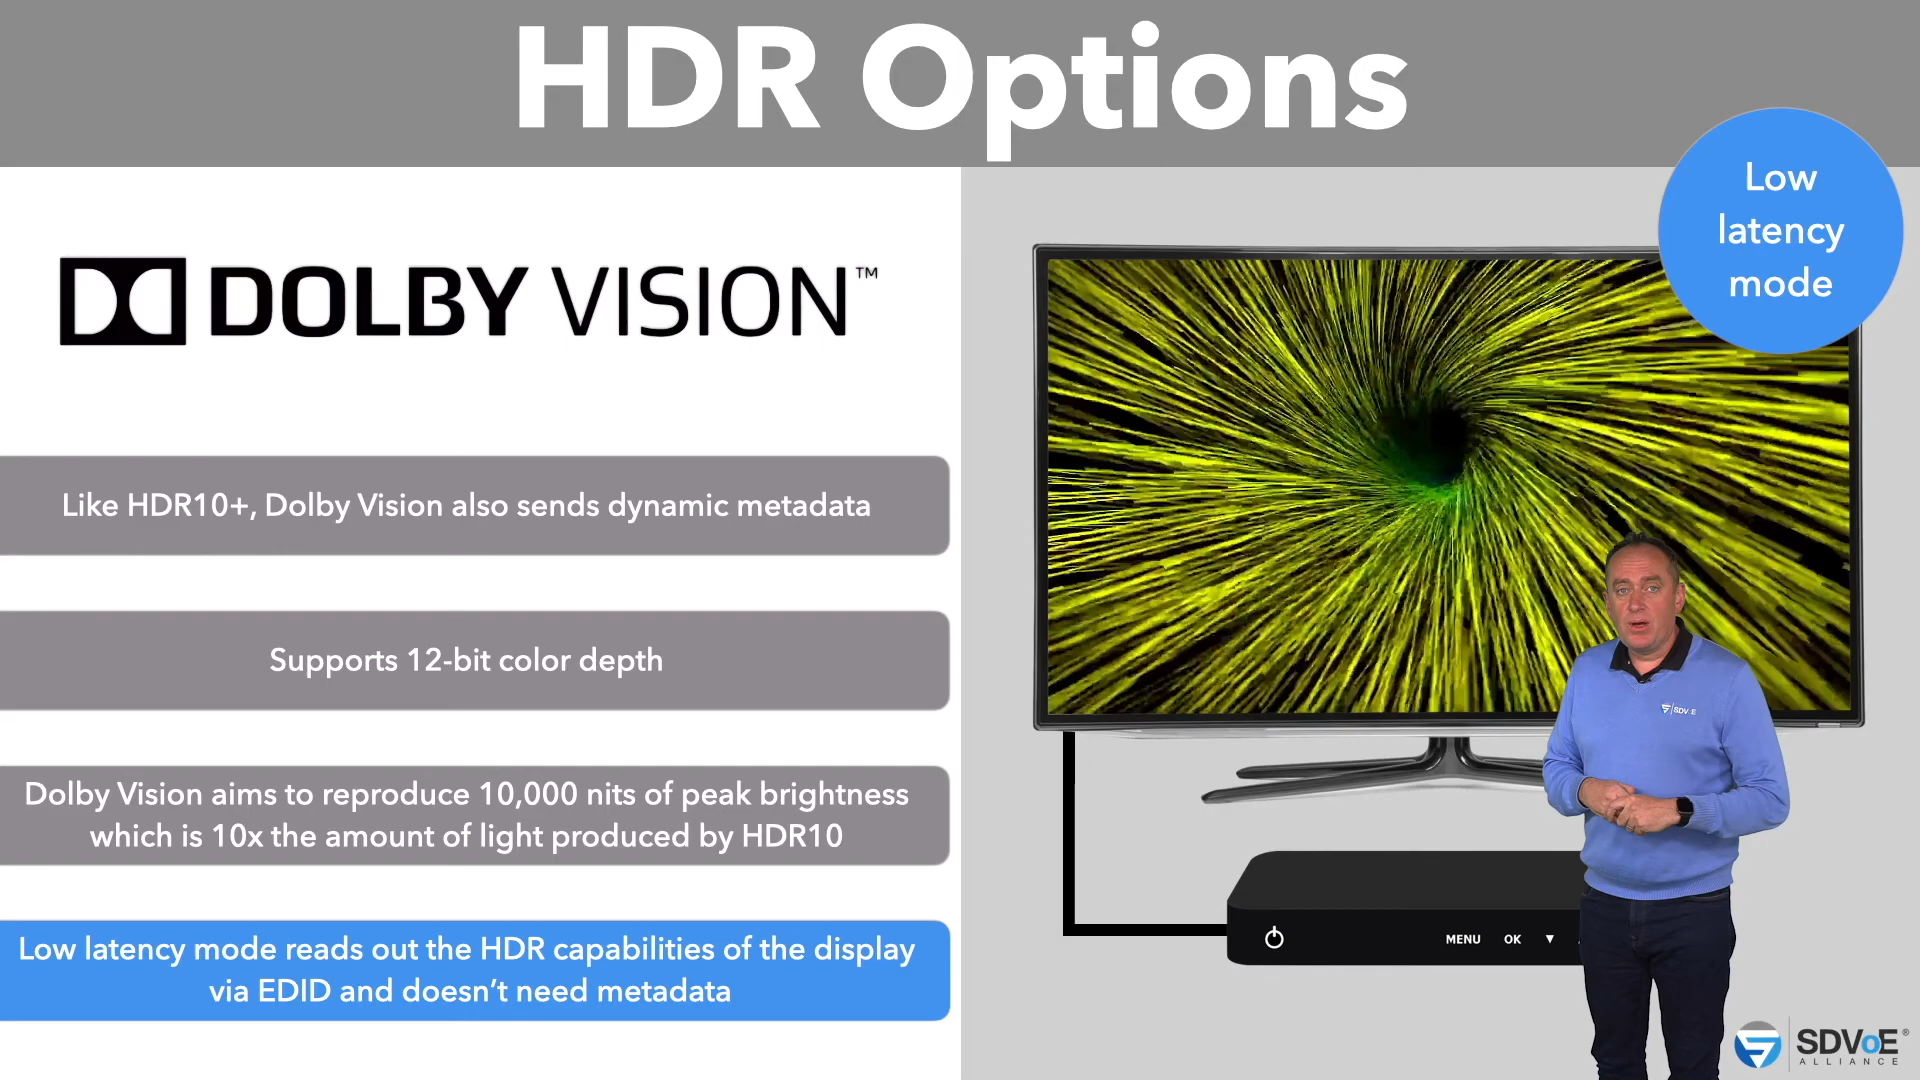 HDR Options
Low
latency
mode
DOLBY VISION™
Like HDR10+, Dolby Vision also sends dynamic metadata
Supports 12-bit color depth
Dolby Vision aims to reproduce 10,000 nits of peak brightness
which is 10x the amount of light produced by HDR10
Low latency mode reads out the HDR capabilities of the display
via EDID and doesn’t need metadata
SDVoE
MENU OK ▼
SDVoE®
ALLIANCE